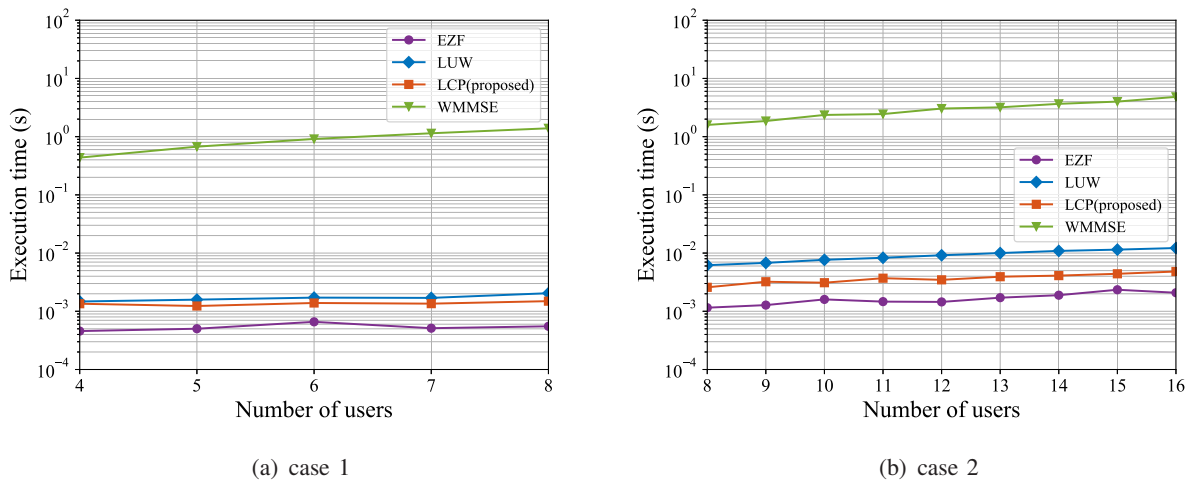 10^2
10^1
10^0
10^−1
10^−2
10^−3
10^−4
Execution time (s)
EZF
LUW
LCP(proposed)
WMMSE
4 5 6 7 8
Number of users
(a) case 1
10^2
10^1
10^0
10^−1
10^−2
10^−3
10^−4
Execution time (s)
EZF
LUW
LCP(proposed)
WMMSE
8 9 10 11 12 13 14 15 16
Number of users
(b) case 2